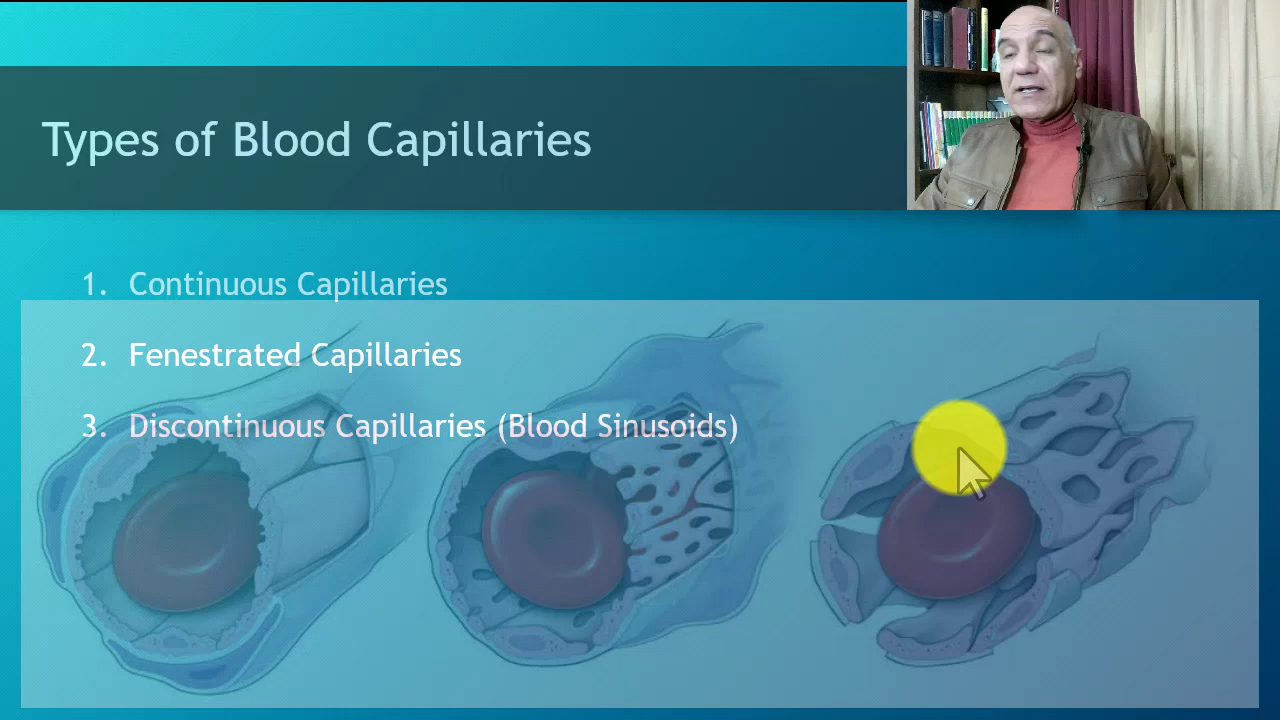 Types of Blood Capillaries
1. Continuous Capillaries
2. Fenestrated Capillaries
3. Discontinuous Capillaries (Blood Sinusoids)